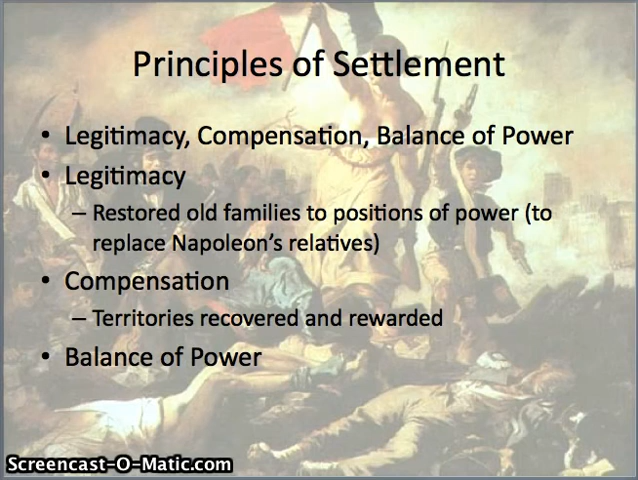 Principles of Settlement
• Legitimacy, Compensation, Balance of Power
• Legitimacy
– Restored old families to positions of power (to
replace Napoleon's relatives)
• Compensation
– Territories recovered and rewarded
• Balance of Power
Screencast-O-Matic.com